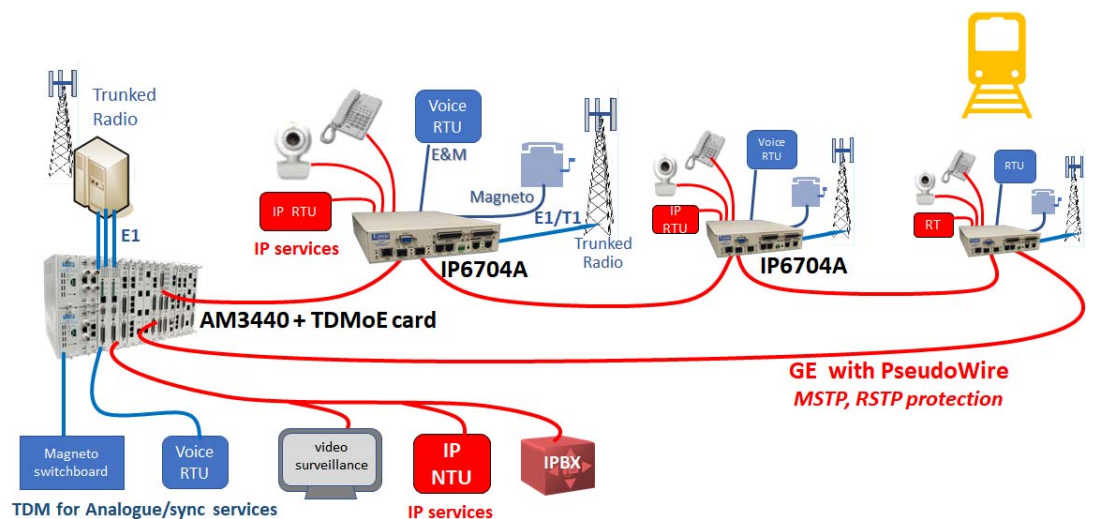 Trunked
Radio
E1
Voice
RTU
E&M
Magneto
E1/T1
Trunked
Radio
IP RTU
IP services
IP6704A
Voice
RTU
IP
RTU
IP6704A
RTU
RT
AM3440 + TDMoE card
GE with PseudoWire
MSTP, RSTP protection
Magneto
switchboard
Voice
RTU
video
surveillance
IP
NTU
IPBX
TDM for Analogue/sync services
IP services